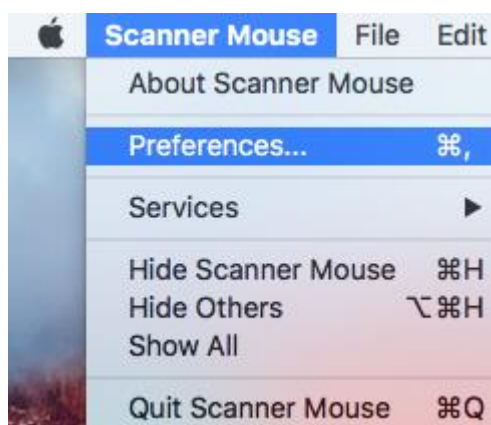 Scanner Mouse File Edit
About Scanner Mouse
Preferences... ⌘,
Services ▶
Hide Scanner Mouse ⌘H
Hide Others ⌥⌘H
Show All
Quit Scanner Mouse ⌘Q